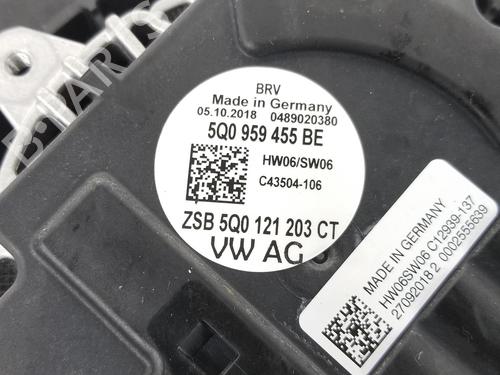 BRV
Made in Germany
05.10.2018 0489020380
5Q0 959 455 BE
HW06/SW06
C43504-106
ZSB 5Q0 121 203 CT
VW AG
MADE IN GERMANY
HW06SW06 C12939-137
27092018 2 0002555639